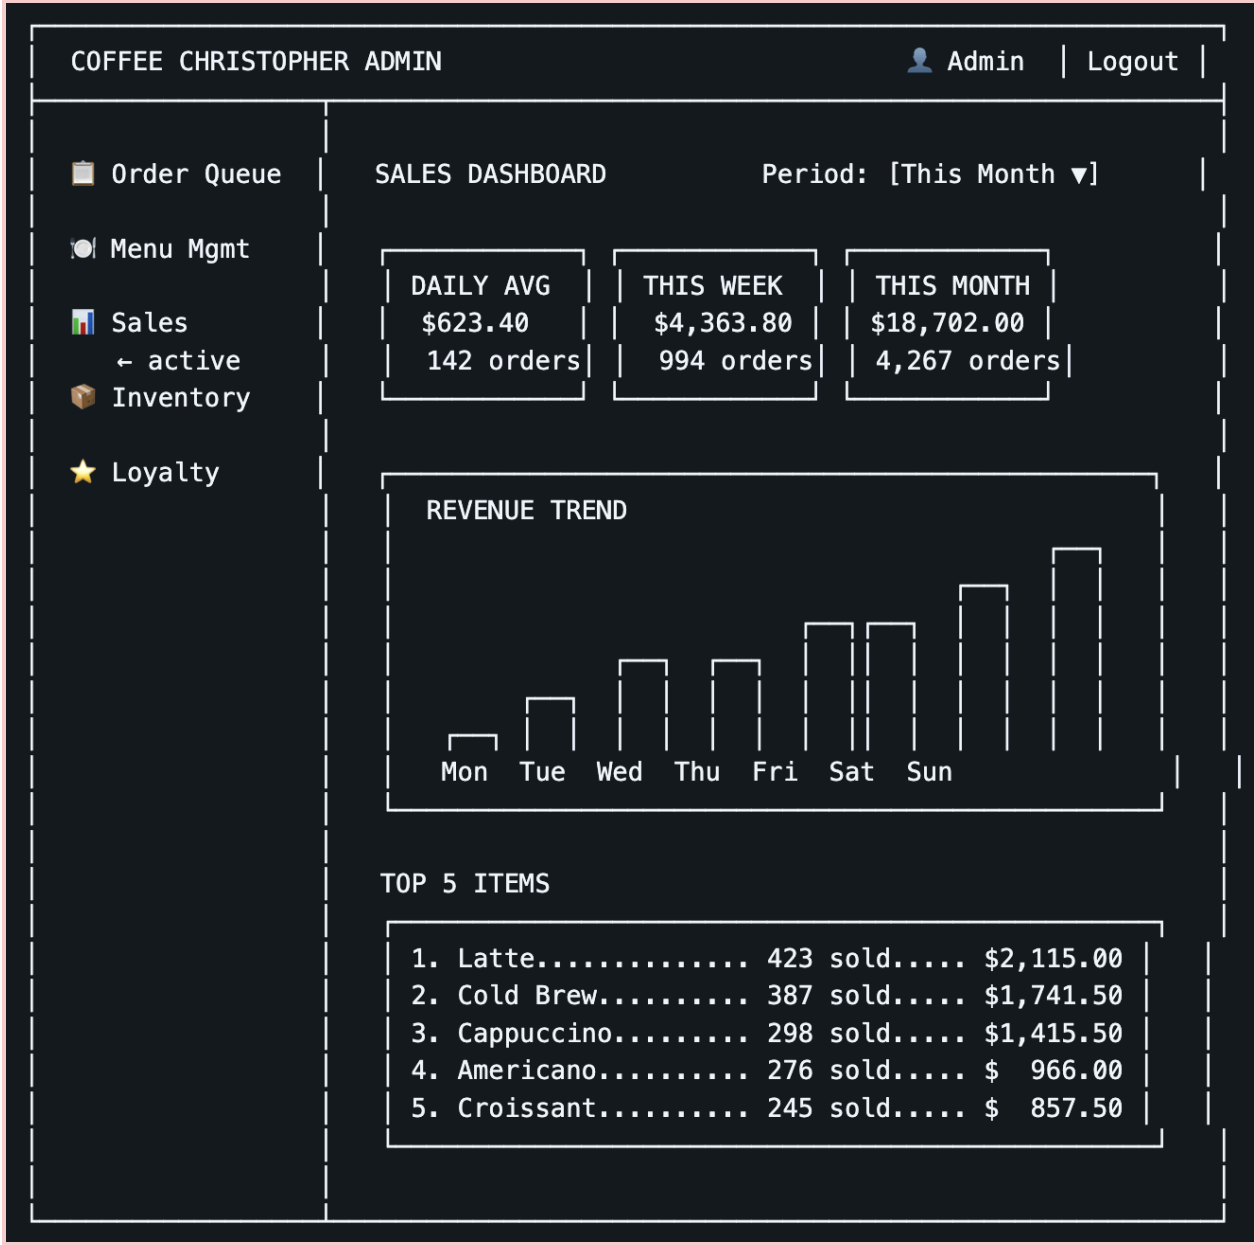 COFFEE CHRISTOPHER ADMIN 👤 Admin | Logout |
📋 Order Queue
🍽 Menu Mgmt
📊 Sales
← active
📦 Inventory
⭐ Loyalty
SALES DASHBOARD Period: [This Month ▼]
DAILY AVG
$623.40
142 orders
THIS WEEK
$4,363.80
994 orders
THIS MONTH
$18,702.00
4,267 orders
REVENUE TREND
Mon Tue Wed Thu Fri Sat Sun
TOP 5 ITEMS
1. Latte.............. 423 sold..... $2,115.00
2. Cold Brew.......... 387 sold..... $1,741.50
3. Cappuccino......... 298 sold..... $1,415.50
4. Americano.......... 276 sold..... $  966.00
5. Croissant.......... 245 sold..... $  857.50